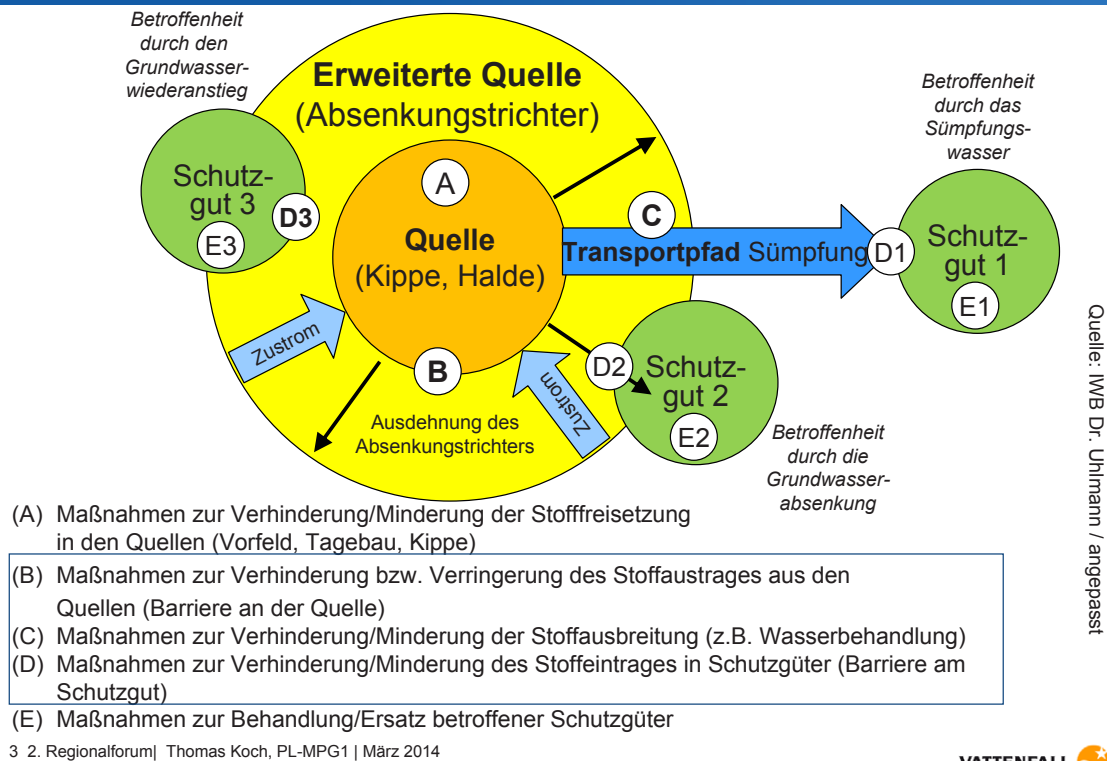 Betroffenheit
durch den
Grundwasser-
wiederanstieg
Erweiterte Quelle
(Absenkungstrichter)
Betroffenheit
durch das
Sümpfungs-
wasser
Schutz-
gut 3
D3
E3
A
Quelle
(Kippe, Halde)
C
Transportpfad Sümpfung
D1
Schutz-
gut 1
E1
Zustrom
B
Ausdehnung des
Absenkungstrichters
Zustrom
D2
Schutz-
gut 2
E2
Betroffenheit
durch die
Grundwasser-
absenkung
Quelle: IWB Dr. Uhlmann / angepasst
(A) Maßnahmen zur Verhinderung/Minderung der Stofffreisetzung
in den Quellen (Vorfeld, Tagebau, Kippe)
(B) Maßnahmen zur Verhinderung bzw. Verringerung des Stoffaustrages aus den
Quellen (Barriere an der Quelle)
(C) Maßnahmen zur Verhinderung/Minderung der Stoffausbreitung (z.B. Wasserbehandlung)
(D) Maßnahmen zur Verhinderung/Minderung des Stoffeintrages in Schutzgüter (Barriere am
Schutzgut)
(E) Maßnahmen zur Behandlung/Ersatz betroffener Schutzgüter
3 2. Regionalforum| Thomas Koch, PL-MPG1 | März 2014
VATTENFALL